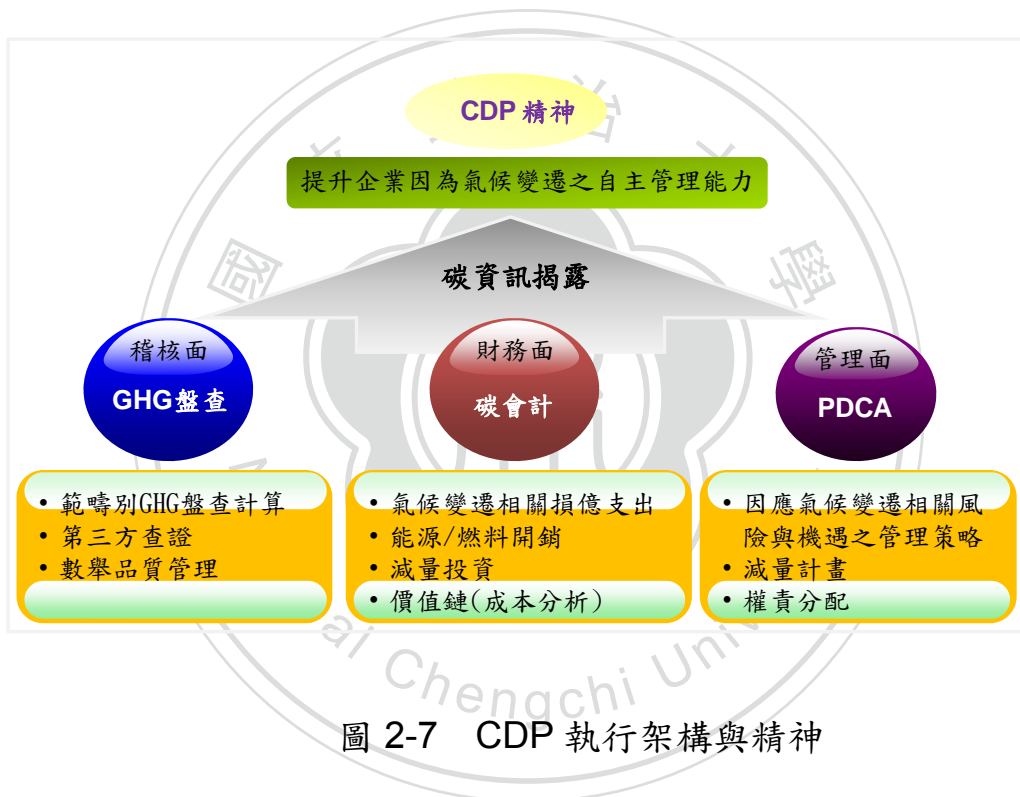 CDP 精神
提升企業因為氣候變遷之自主管理能力
碳資訊揭露
稽核面
GHG盤查
財務面
碳會計
管理面
PDCA
• 範疇別GHG盤查計算
• 第三方查證
• 數舉品質管理
• 氣候變遷相關損億支出
• 能源/燃料開銷
• 減量投資
• 價值鏈(成本分析)
• 因應氣候變遷相關風
險與機遇之管理策略
• 減量計畫
• 權責分配
圖 2-7 CDP 執行架構與精神
國
立
治
大
學
Chengchi Uni